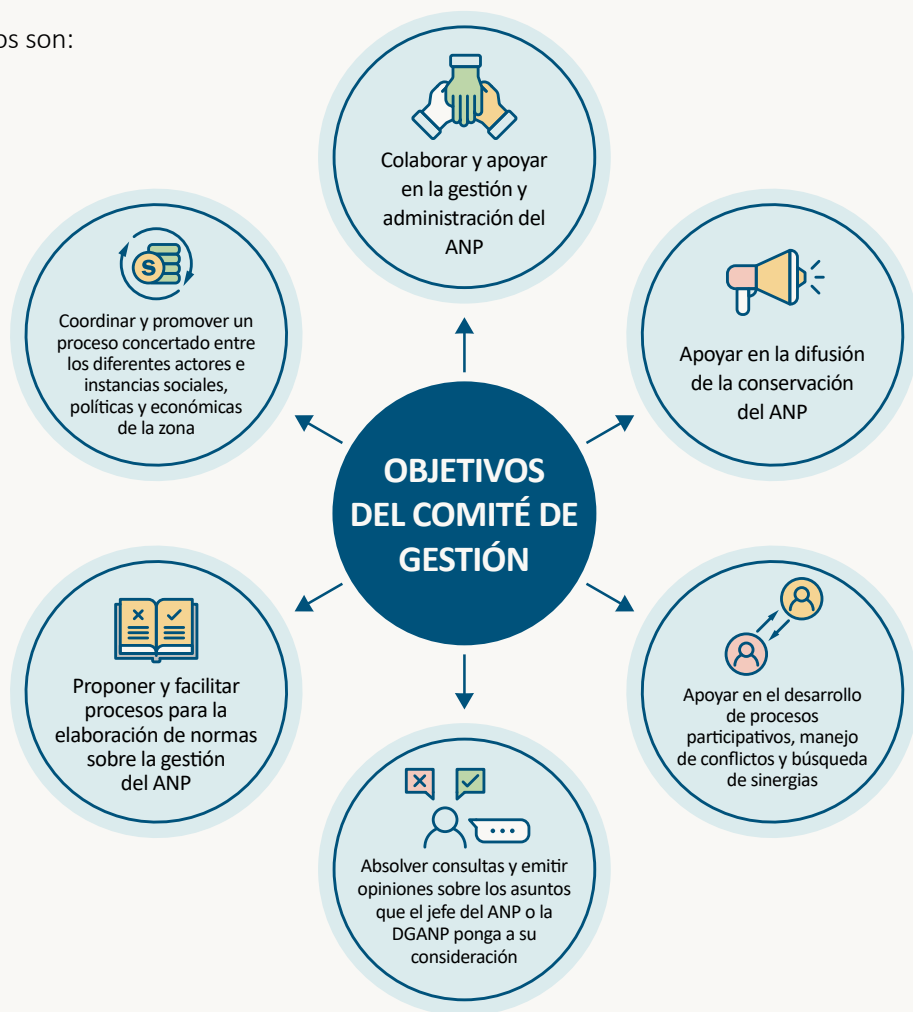 os son:
Colaborar y apoyar
en la gestión y
administración del
ANP
Apoyar en la difusión
de la conservación
del ANP
Apoyar en el desarrollo
de procesos
participativos, manejo
de conflictos y búsqueda
de sinergias
Absolver consultas y emitir
opiniones sobre los asuntos
que el jefe del ANP o la
DGANP ponga a su
consideración
Proponer y facilitar
procesos para la
elaboración de normas
sobre la gestión
del ANP
Coordinar y promover un
proceso concertado entre
los diferentes actores e
instancias sociales,
políticas y económicas
de la zona
OBJETIVOS
DEL COMITÉ DE
GESTIÓN